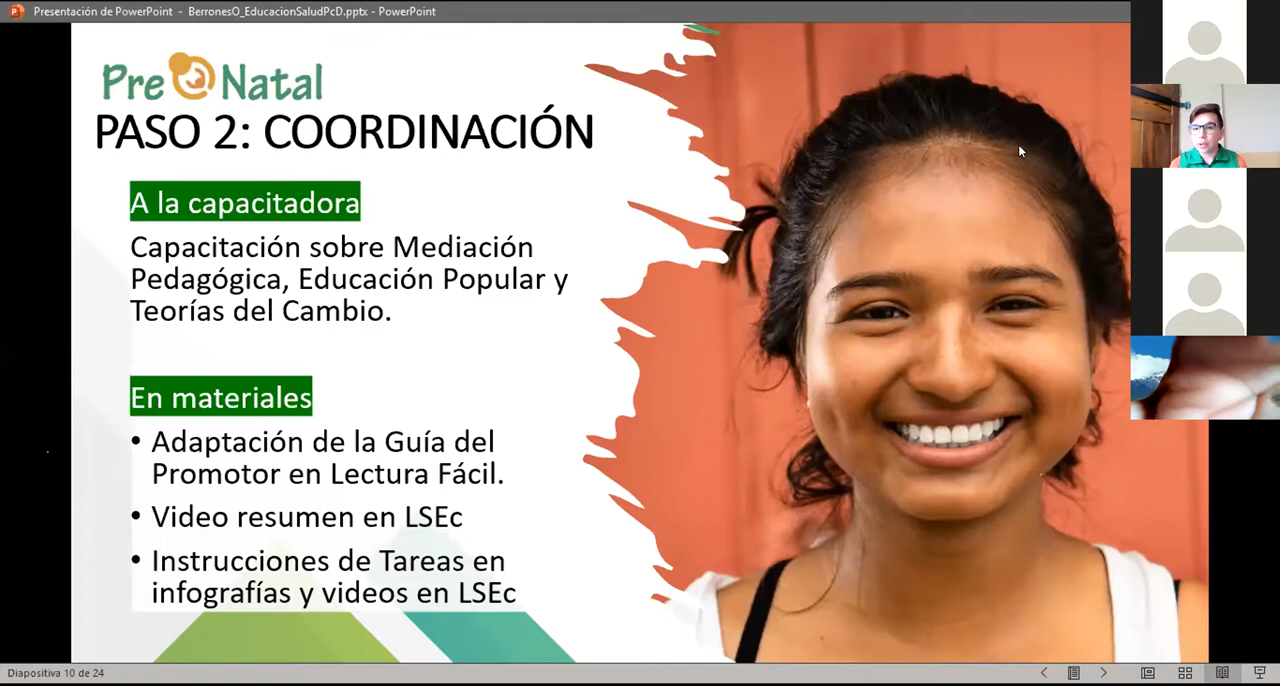 Presentación de PowerPoint - BerronesO_EducacionSaludPcD.pptx - PowerPoint
Pre Natal
PASO 2: COORDINACIÓN
A la capacitadora
Capacitación sobre Mediación
Pedagógica, Educación Popular y
Teorías del Cambio.
En materiales
• Adaptación de la Guía del
Promotor en Lectura Fácil.
• Video resumen en LSEc
• Instrucciones de Tareas en
infografías y videos en LSEc
Diapositiva 10 de 24